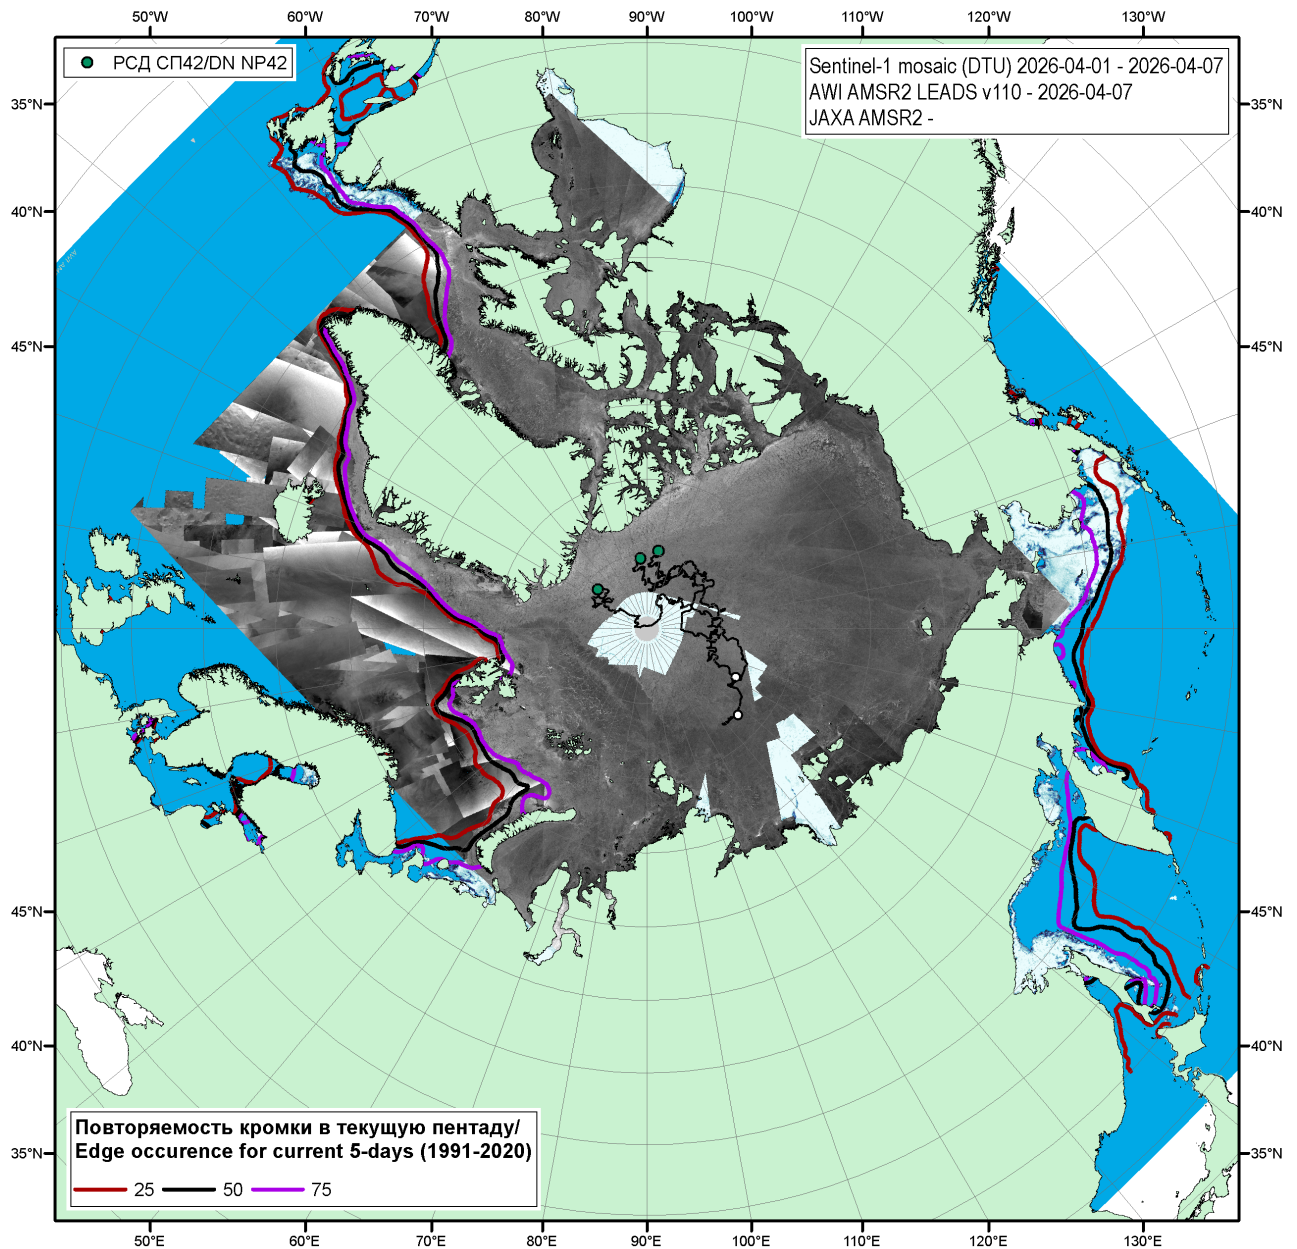 50°W 60°W 70°W 80°W 90°W 100°W 110°W 120°W 130°W
РСД СП42/DN NP42
Sentinel-1 mosaic (DTU) 2026-04-01 - 2026-04-07
AWI AMSR2 LEADS v110 - 2026-04-07
JAXA AMSR2 -
35°N 35°N
40°N 40°N
45°N 45°N
45°N 45°N
40°N 40°N
Повторяемость кромки в текущую пентаду/
Edge occurence for current 5-days (1991-2020)
35°N 35°N
25 50 75
50°E 60°E 70°E 80°E 90°E 100°E 110°E 120°E 130°E